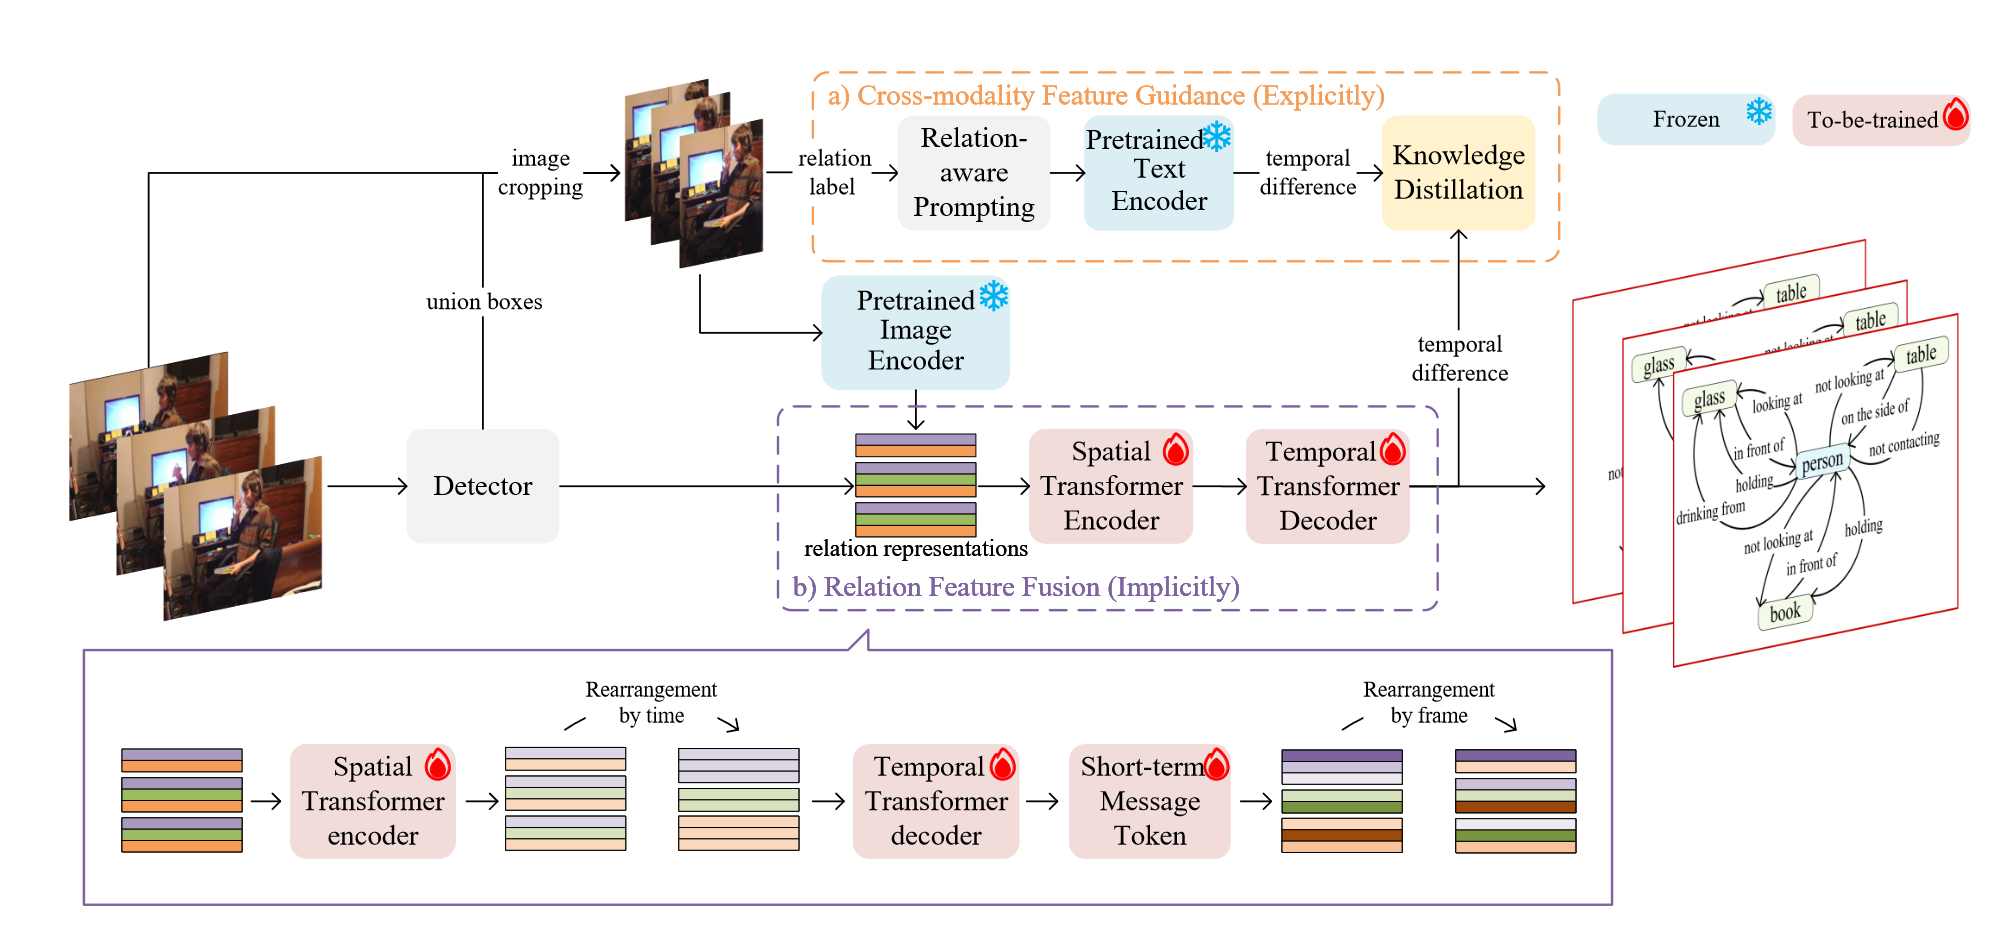 a) Cross-modality Feature Guidance (Explicitly)
image
cropping
relation
label
Relation-
aware
Prompting
Pretrained
Text
Encoder
temporal
difference
Knowledge
Distillation
Frozen
To-be-trained
union boxes
Pretrained
Image
Encoder
temporal
difference
Detector
relation representations
Spatial
Transformer
Encoder
Temporal
Transformer
Decoder
b) Relation Feature Fusion (Implicitly)
table
table
glass
not looking at
table
glass
looking at
not looking at
on the side of
not contacting
in front of
person
holding
drinking from
not looking at
in front of
holding
book
Rearrangement
by time
Rearrangement
by frame
Spatial
Transformer
encoder
Temporal
Transformer
decoder
Short-term
Message
Token